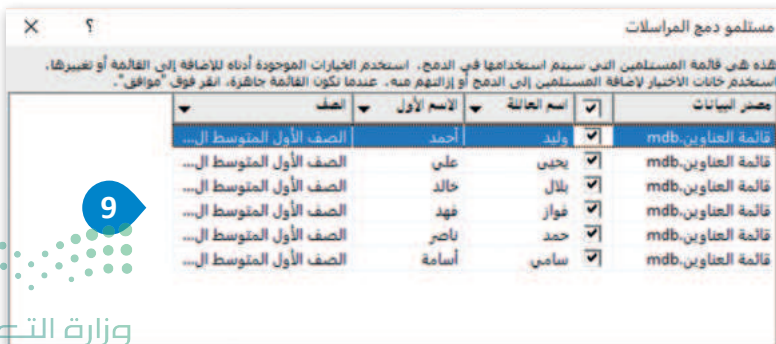 مستلمو دمج المراسلات ؟ ×
هذه هي قائمة المستلمين التي سيتم استخدامها في الدمج. استخدم الخيارات الموجودة أدناه للإضافة إلى القائمة أو تغييرها.
استخدم خانات الاختيار لإضافة المستلمين إلى الدمج أو إزالتهم منه. عندما تكون القائمة جاهزة، انقر فوق "موافق".
مصدر البيانات اسم العائلة الاسم الأول الصف
قائمة العناوين.mdb وليد أحمد الصف الأول المتوسط ال...
قائمة العناوين.mdb يحيى علي الصف الأول المتوسط ال...
قائمة العناوين.mdb بلال خالد الصف الأول المتوسط ال...
قائمة العناوين.mdb فواز فهد الصف الأول المتوسط ال...
قائمة العناوين.mdb حمد ناصر الصف الأول المتوسط ال...
قائمة العناوين.mdb سامي أسامة الصف الأول المتوسط ال...
9
وزارة